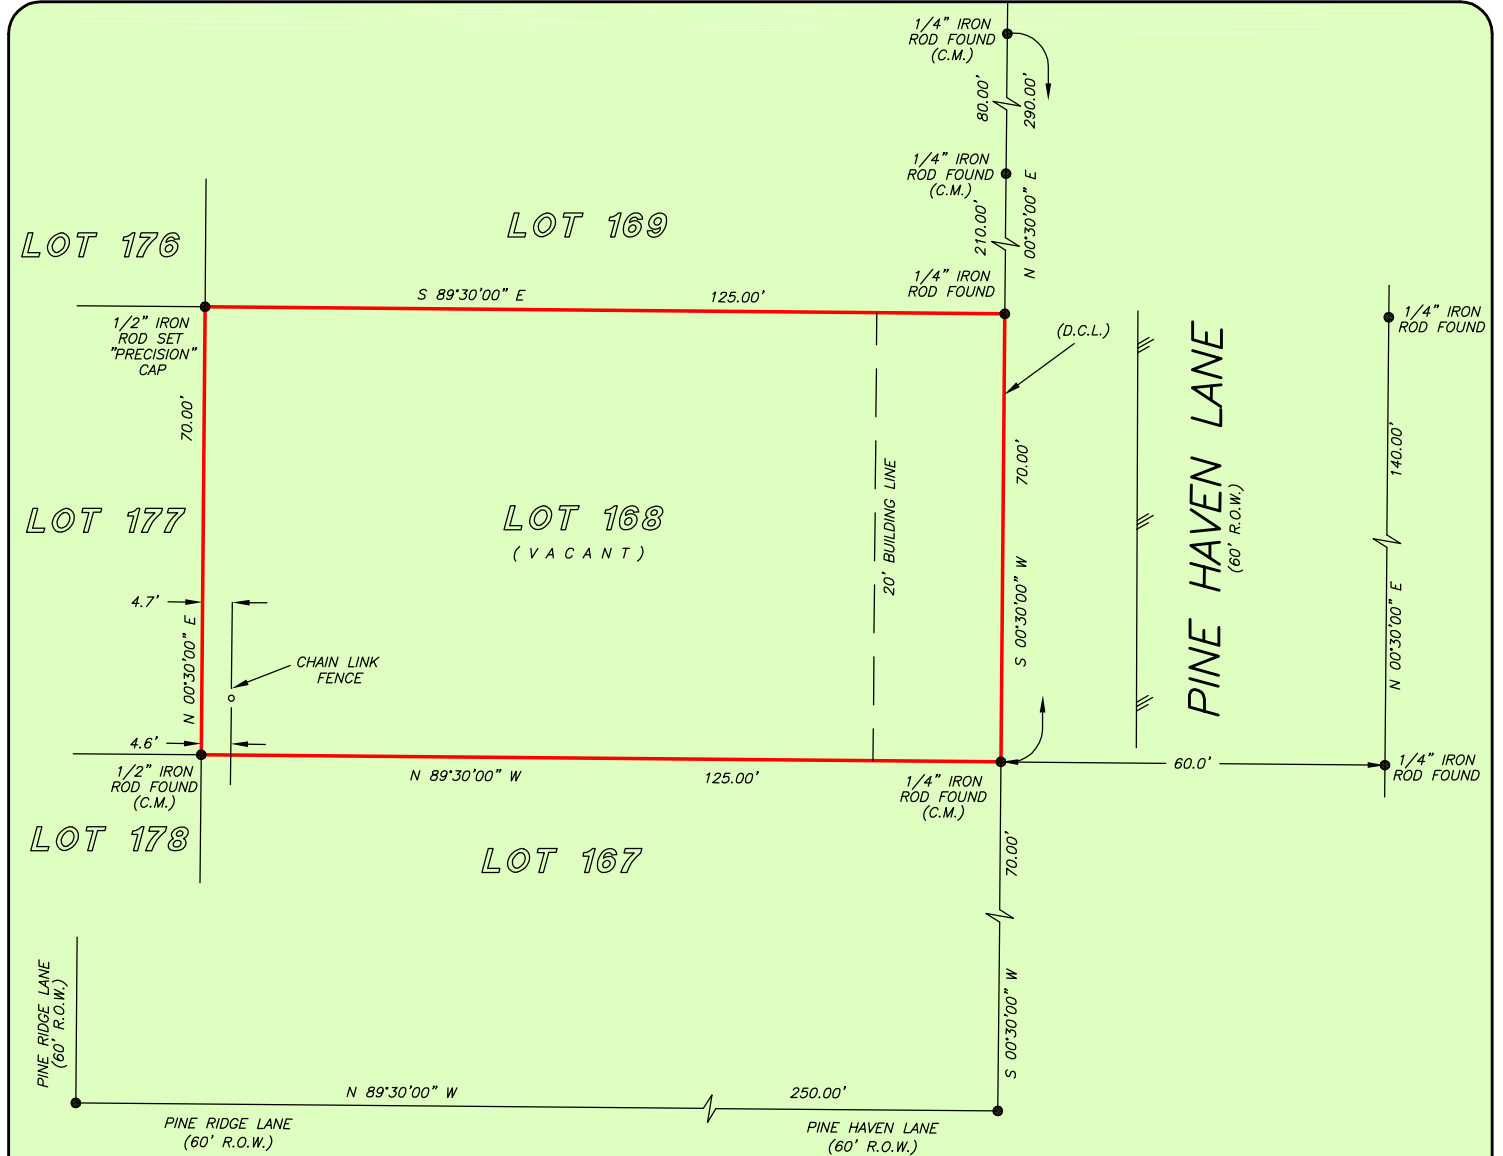 1/4" IRON
ROD FOUND
(C.M.)
80.00'
290.00'
1/4" IRON
ROD FOUND
(C.M.)
210.00'
N 00°30'00" E
LOT 176
LOT 169
1/4" IRON
ROD FOUND
S 89°30'00" E
125.00'
1/2" IRON
ROD SET
"PRECISION"
CAP
(D.C.L.)
1/4" IRON
ROD FOUND
70.00'
70.00'
140.00'
LOT 177
LOT 168
(VACANT)
20' BUILDING LINE
PINE HAVEN LANE
(60' R.O.W.)
4.7'
N 00°30'00" E
CHAIN LINK
FENCE
S 00°30'00" W
N 00°30'00" E
4.6'
1/2" IRON
ROD FOUND
(C.M.)
N 89°30'00" W
125.00'
1/4" IRON
ROD FOUND
(C.M.)
60.0'
1/4" IRON
ROD FOUND
LOT 178
LOT 167
70.00'
S 00°30'00" W
PINE RIDGE LANE
(60' R.O.W.)
N 89°30'00" W
250.00'
PINE RIDGE LANE
(60' R.O.W.)
PINE HAVEN LANE
(60' R.O.W.)